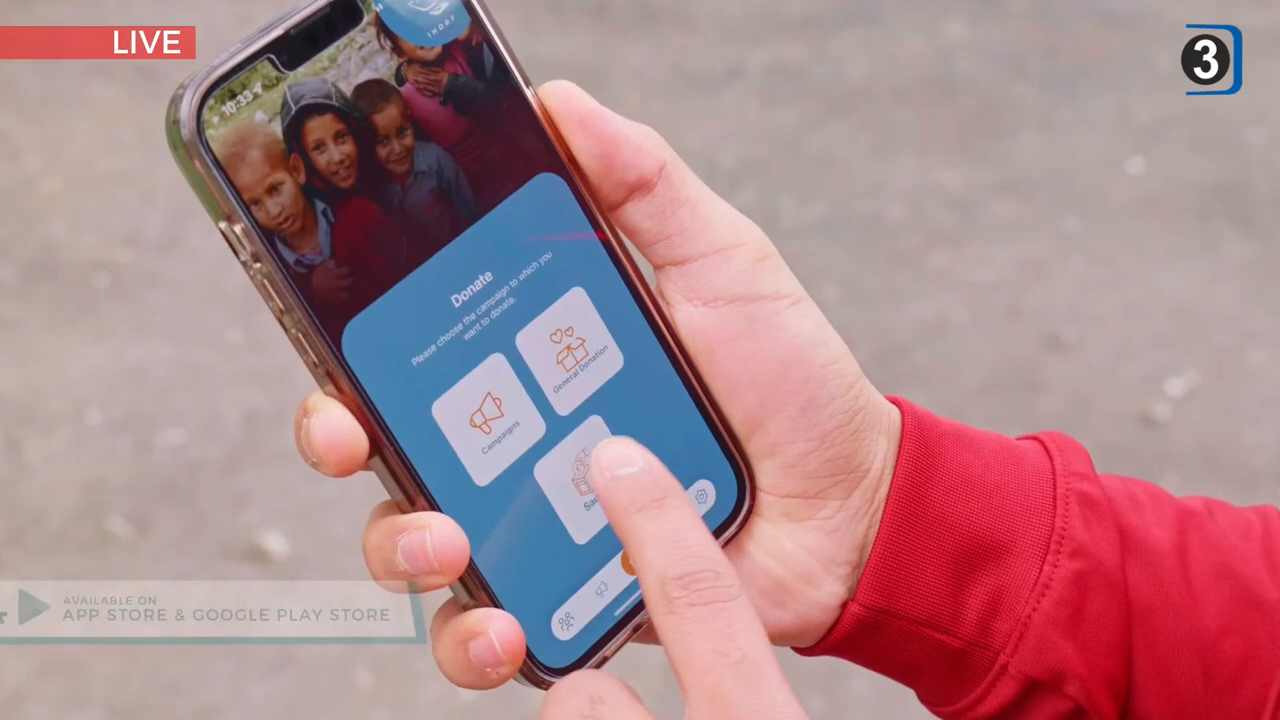 LIVE
3
INDRF
10:33
Donate
Please choose the campaign to which you
want to donate.
General Donation
Campaigns
AVAILABLE ON
APP STORE & GOOGLE PLAY STORE